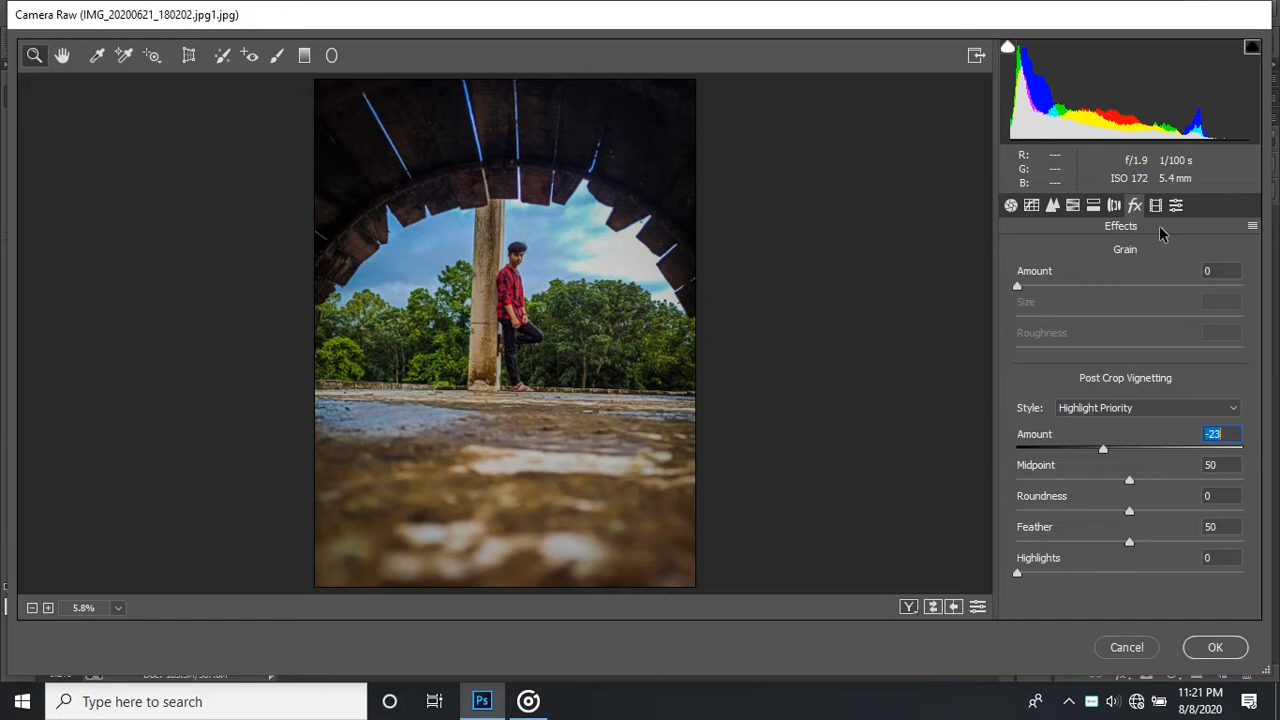 Camera Raw (IMG_20200621_180202.jpg1.jpg)
R: ---
G: ---
B: ---
f/1.9 1/100 s
ISO 172 5.4 mm
fx
Effects
Grain
Amount 0
Size
Roughness
Post Crop Vignetting
Style: Highlight Priority
Amount -23
Midpoint 50
Roundness 0
Feather 50
Highlights 0
5.8%
Y
Cancel OK
Type here to search
Ps
11:21 PM
8/8/2020